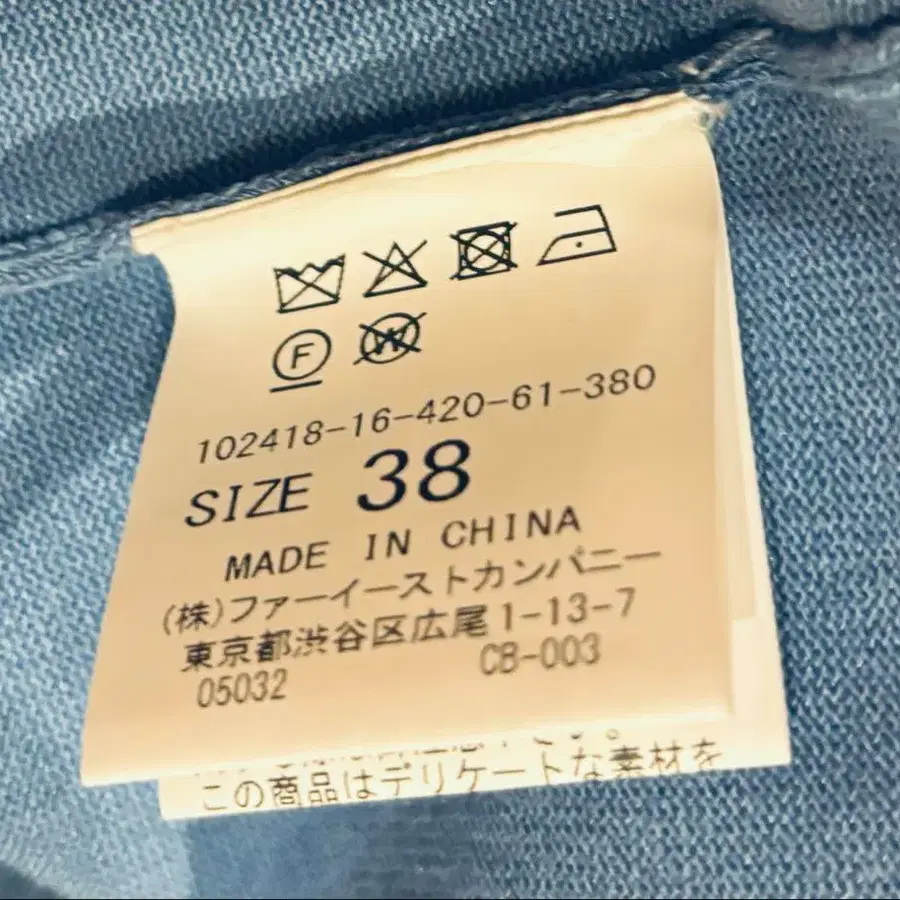 F W
102418-16-420-61-380
SIZE 38
MADE IN CHINA
(株)ファーイーストカンパニー
東京都渋谷区広尾1-13-7
05032 CB-003
この商品はデリケートな素材を